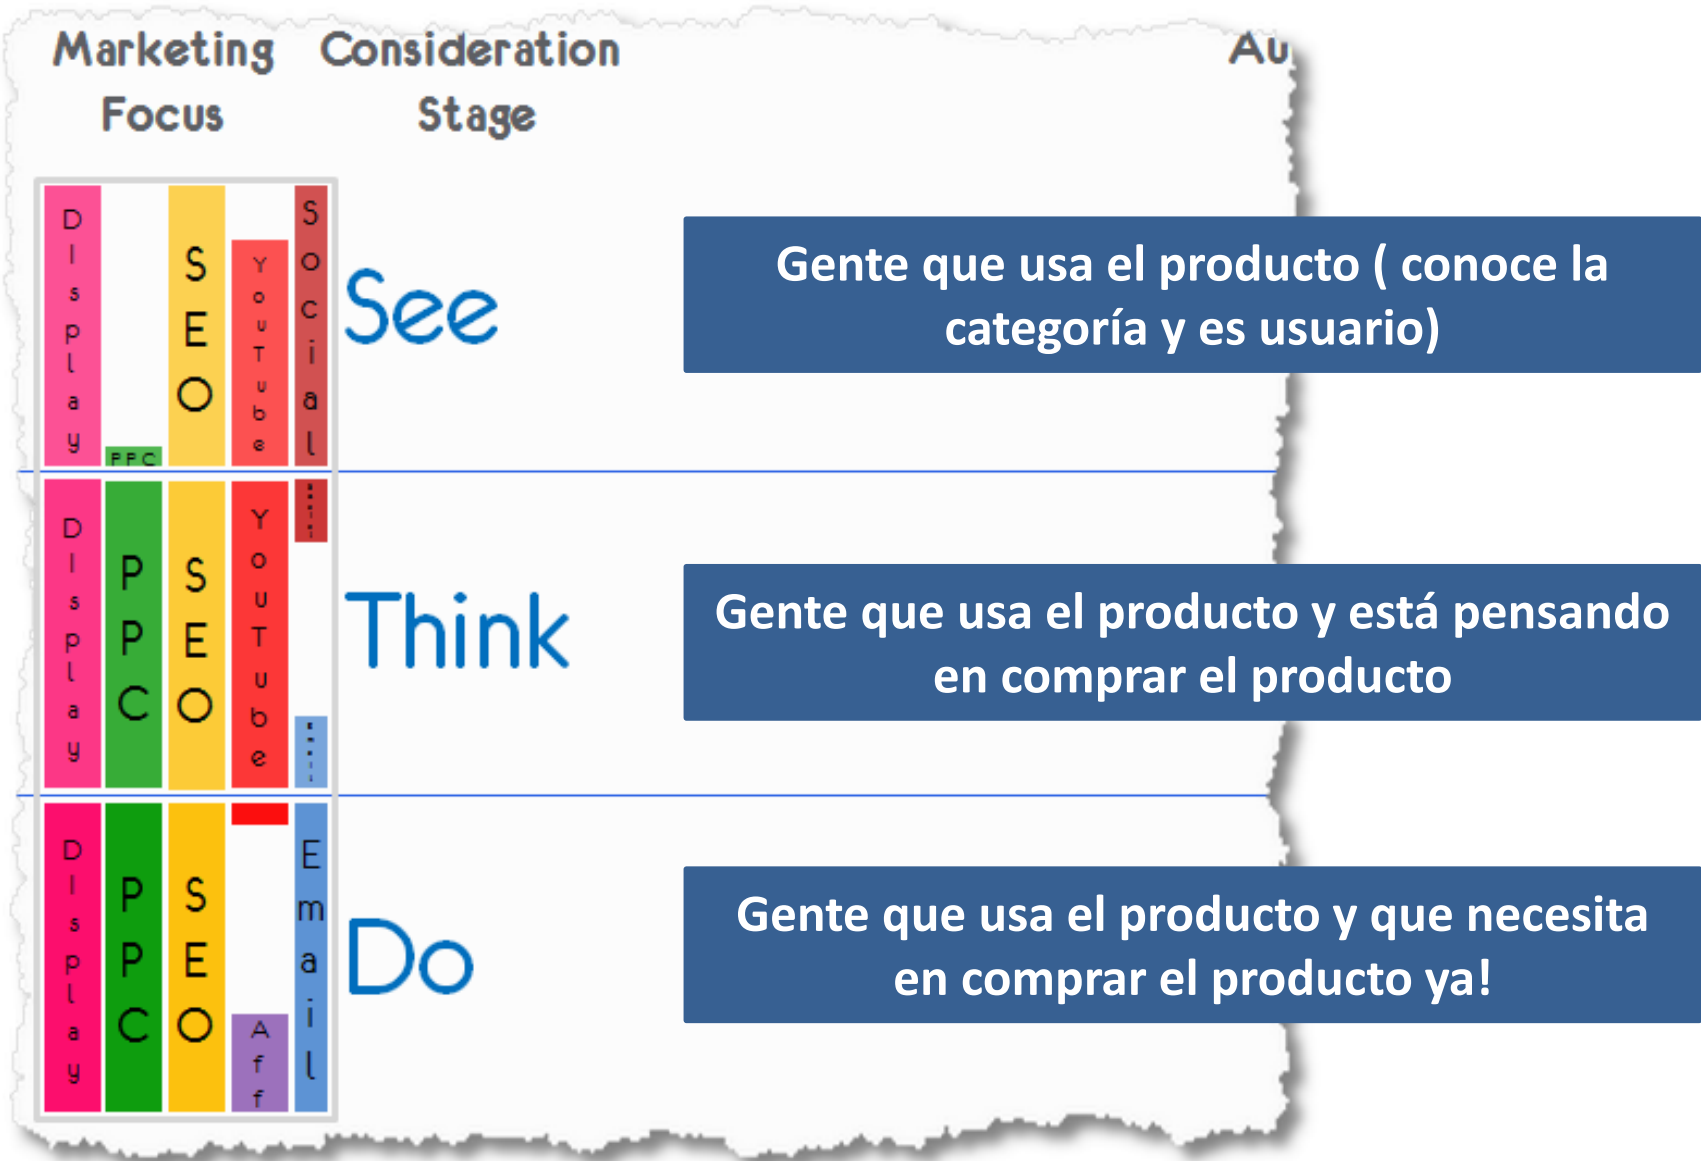 Marketing Focus
Consideration Stage
Au
Display
PPC
SEO
YouTube
Social
See
Gente que usa el producto ( conoce la
categoría y es usuario)
Display
PPC
SEO
YouTube
Think
Gente que usa el producto y está pensando
en comprar el producto
Display
PPC
SEO
Aff
Email
Do
Gente que usa el producto y que necesita
en comprar el producto ya!